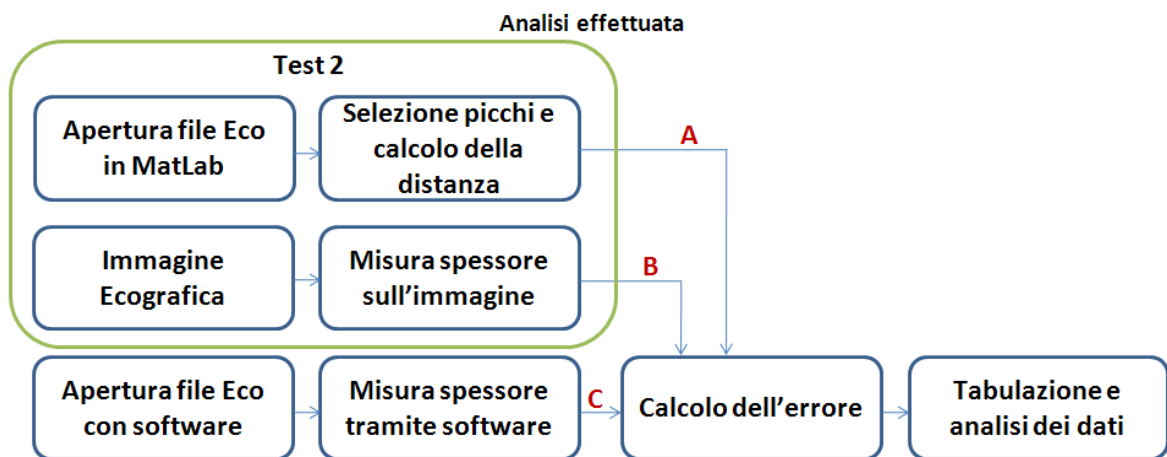 Analisi effettuata
Test 2
Apertura file Eco
in MatLab
Selezione picchi e
calcolo della
distanza
A
Immagine
Ecografica
Misura spessore
sull'immagine
B
Apertura file Eco
con software
Misura spessore
tramite software
C
Calcolo dell'errore
Tabulazione e
analisi dei dati